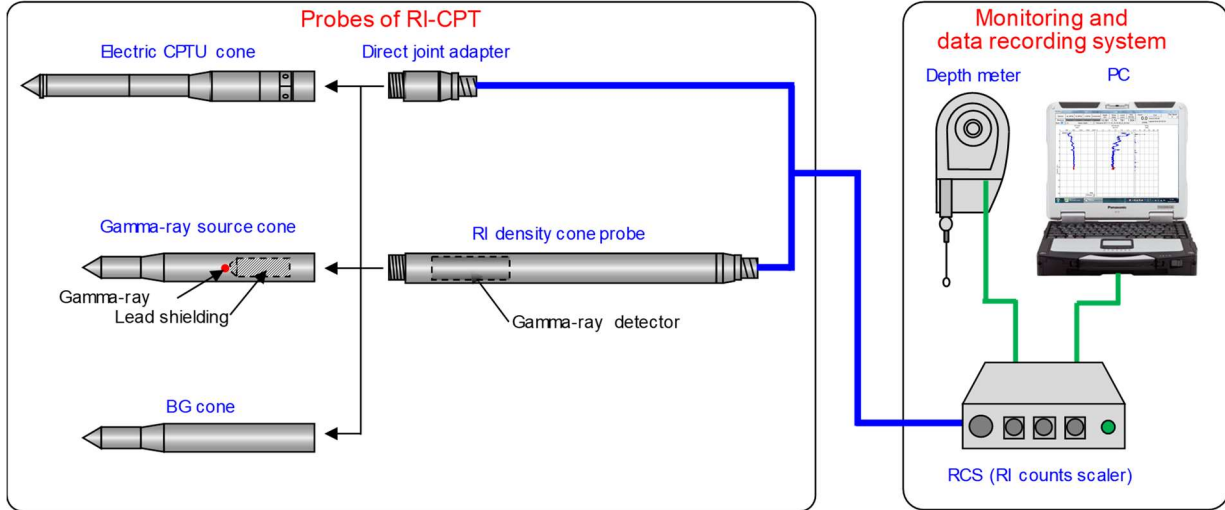 Probes of RI-CPT
Electric CPTU cone
Direct joint adapter
Gamma-ray source cone
RI density cone probe
Gamma-ray
Lead shielding
Gamma-ray detector
BG cone
Monitoring and
data recording system
Depth meter
PC
Panasonic
RCS (RI counts scaler)